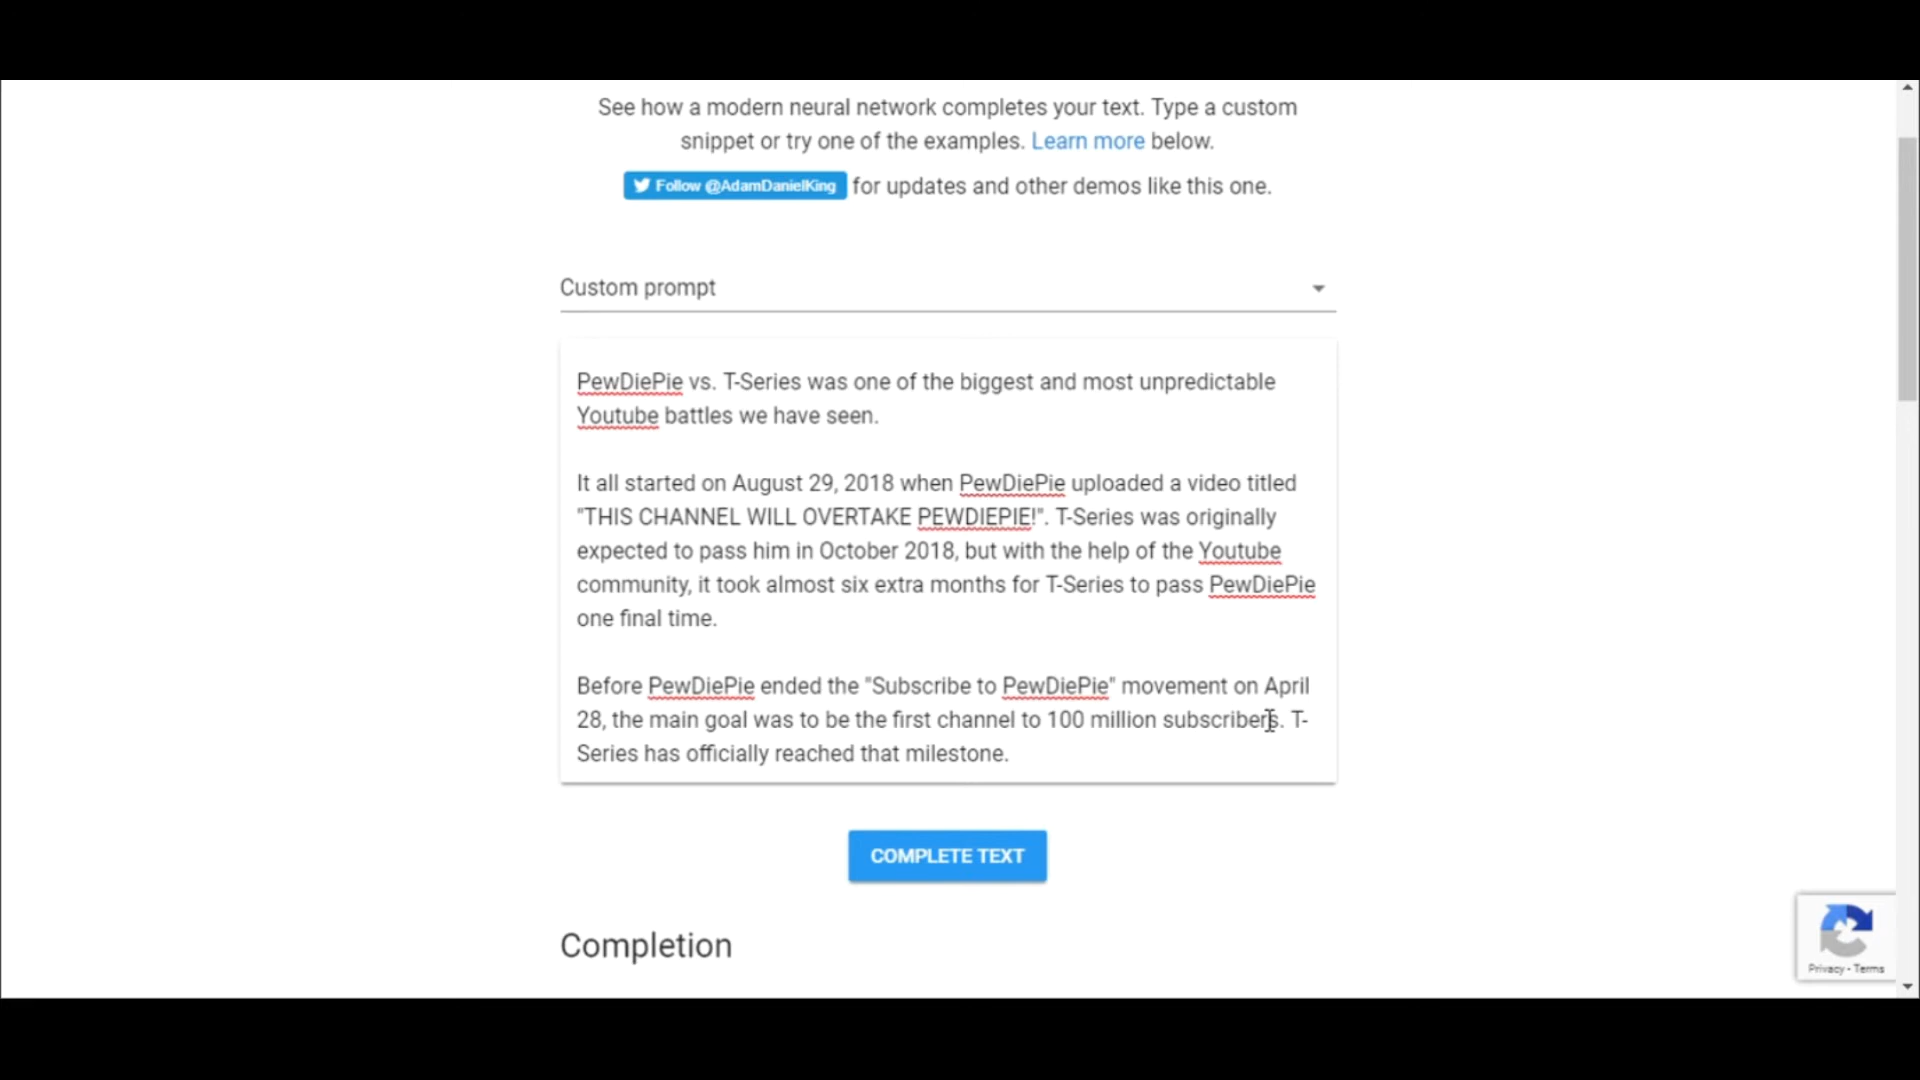 See how a modern neural network completes your text. Type a custom
snippet or try one of the examples. Learn more below.
Follow @AdamDanielKing for updates and other demos like this one.
Custom prompt
PewDiePie vs. T-Series was one of the biggest and most unpredictable
Youtube battles we have seen.
It all started on August 29, 2018 when PewDiePie uploaded a video titled
"THIS CHANNEL WILL OVERTAKE PEWDIEPIE!". T-Series was originally
expected to pass him in October 2018, but with the help of the Youtube
community, it took almost six extra months for T-Series to pass PewDiePie
one final time.
Before PewDiePie ended the "Subscribe to PewDiePie" movement on April
28, the main goal was to be the first channel to 100 million subscribers. T-
Series has officially reached that milestone.
COMPLETE TEXT
Completion
Privacy - Terms